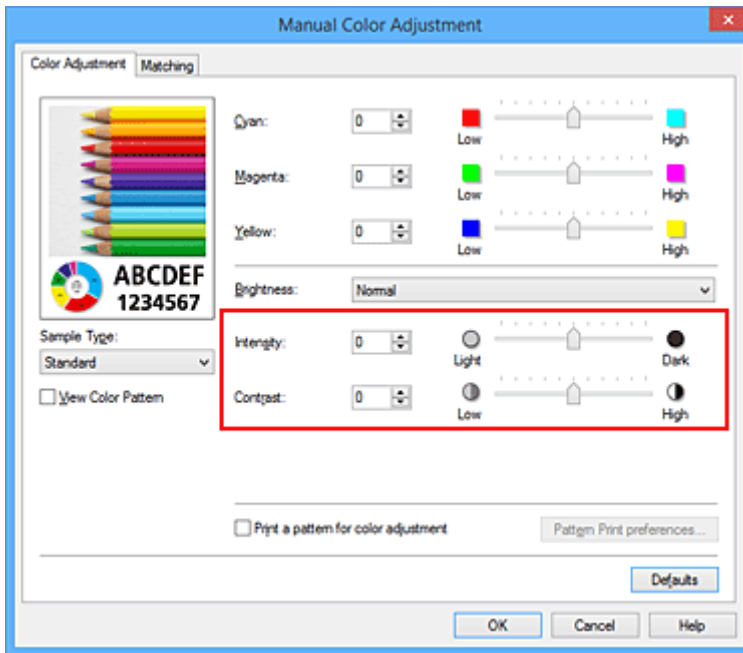 Manual Color Adjustment
Color Adjustment
Matching
Cyan:
0
Low
High
Magenta:
0
Low
High
Yellow:
0
Low
High
ABCDEF
1234567
Brightness:
Normal
Sample Type:
Standard
View Color Pattern
Intensity:
0
Light
Dark
Contrast:
0
Low
High
Print a pattern for color adjustment
Pattern Print preferences...
Defaults
OK
Cancel
Help